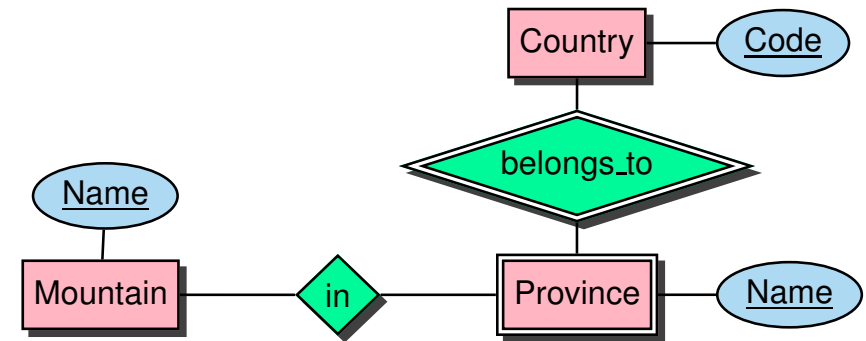 Country
Code
belongs_to
Name
Mountain
in
Province
Name